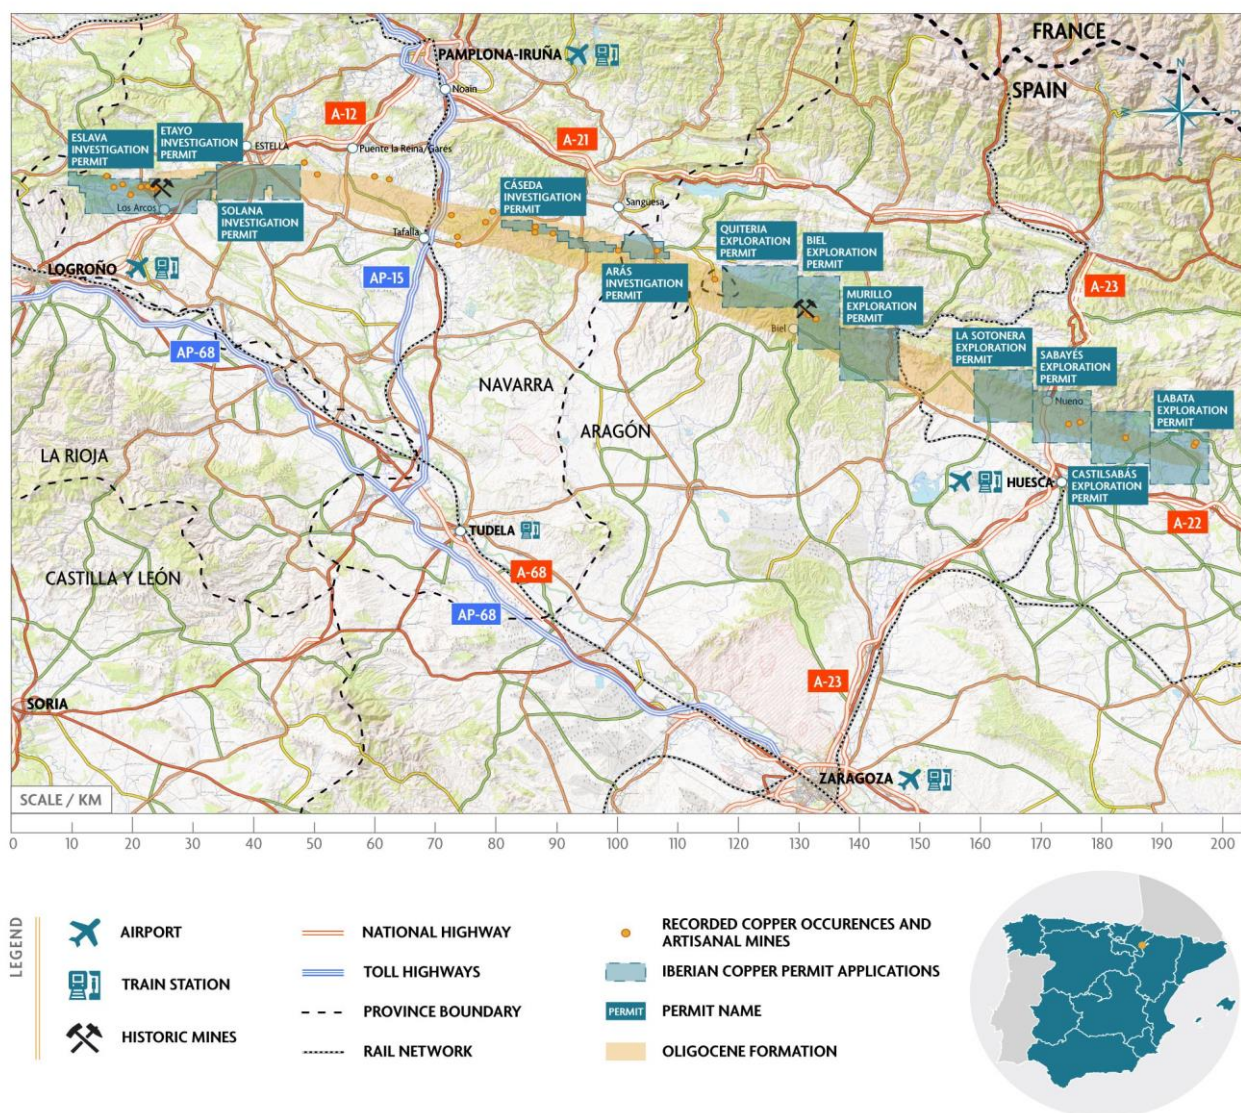 FRANCE
SPAIN
N
S
PAMPLONA-IRUÑA
Noain
A-12
A-21
ESLAVA
INVESTIGATION
PERMIT
ETAYO
INVESTIGATION
PERMIT
ESTELLA
Puente la Reina/Garés
Los Arcos
SOLANA
INVESTIGATION
PERMIT
CÁSEDA
INVESTIGATION
PERMIT
Sanguesa
Tafalla
QUITERIA
EXPLORATION
PERMIT
BIEL
EXPLORATION
PERMIT
LOGROÑO
AP-15
ARÁS
INVESTIGATION
PERMIT
MURILLO
EXPLORATION
PERMIT
A-23
Biel
AP-68
LA SOTONERA
EXPLORATION
PERMIT
SABAYÉS
EXPLORATION
PERMIT
NAVARRA
Nueno
LABATA
EXPLORATION
PERMIT
ARAGÓN
LA RIOJA
HUESCA
CASTILSABÁS
EXPLORATION
PERMIT
A-22
TUDELA
CASTILLA Y LEÓN
A-68
AP-68
A-23
SORIA
ZARAGOZA
SCALE / KM
0 10 20 30 40 50 60 70 80 90 100 110 120 130 140 150 160 170 180 190 200
LEGEND
AIRPORT
TRAIN STATION
HISTORIC MINES
NATIONAL HIGHWAY
TOLL HIGHWAYS
PROVINCE BOUNDARY
RAIL NETWORK
RECORDED COPPER OCCURENCES AND
ARTISANAL MINES
IBERIAN COPPER PERMIT APPLICATIONS
PERMIT
PERMIT NAME
OLIGOCENE FORMATION